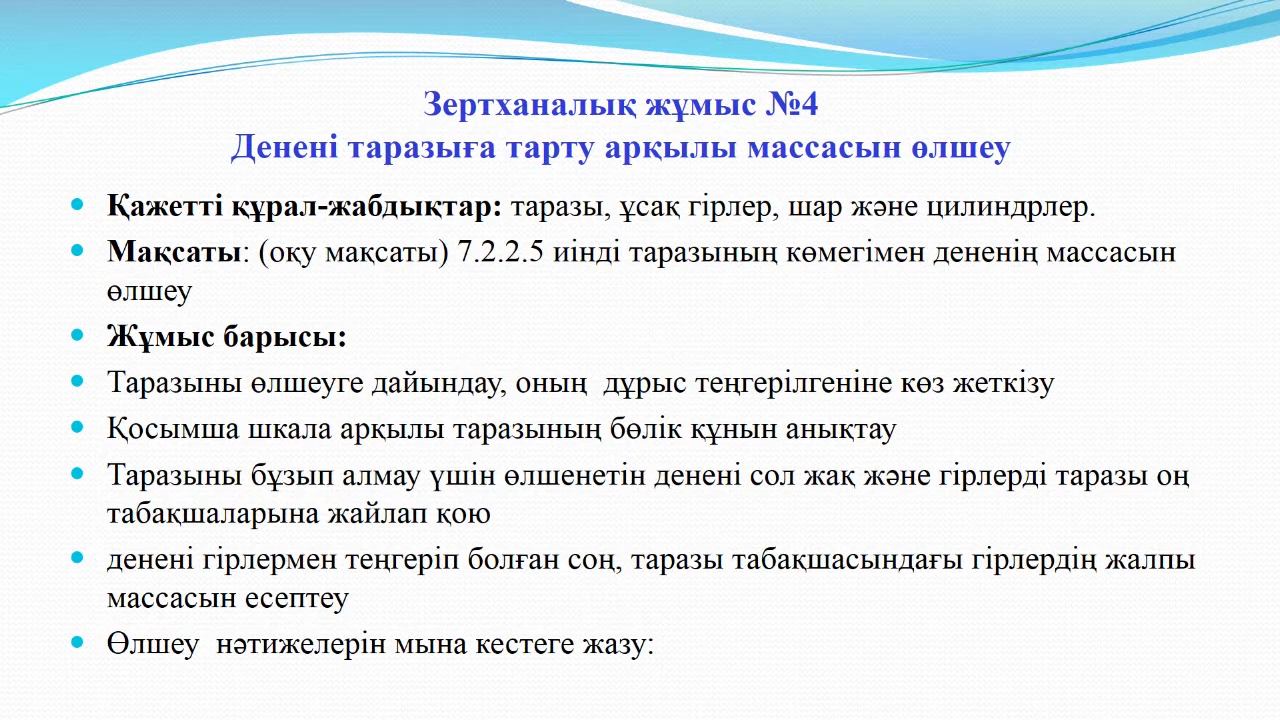 Зертханалық жұмыс №4
Денені таразыға тарту арқылы массасын өлшеу
Қажетті құрал-жабдықтар: таразы, ұсақ гірлер, шар және цилиндрлер.
Мақсаты: (оқу мақсаты) 7.2.2.5 иінді таразының көмегімен дененің массасын
өлшеу
Жұмыс барысы:
Таразыны өлшеуге дайындау, оның  дұрыс теңгерілгеніне көз жеткізу
Қосымша шкала арқылы таразының бөлік құнын анықтау
Таразыны бұзып алмау үшін өлшенетін денені сол жақ және гірлерді таразы оң
табақшаларына жайлап қою
денені гірлермен теңгеріп болған соң, таразы табақшасындағы гірлердің жалпы
массасын есептеу
Өлшеу  нәтижелерін мына кестеге жазу: